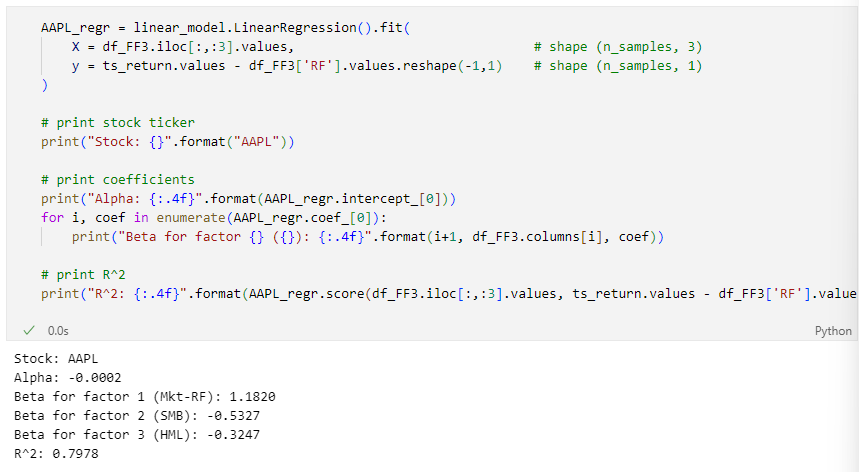 AAPL_regr = linear_model.LinearRegression().fit(
    X = df_FF3.iloc[:,:3].values,                               # shape (n_samples, 3)
    y = ts_return.values - df_FF3['RF'].values.reshape(-1,1)    # shape (n_samples, 1)
)
# print stock ticker
print("Stock: {}".format("AAPL"))
# print coefficients
print("Alpha: {:.4f}".format(AAPL_regr.intercept_[0]))
for i, coef in enumerate(AAPL_regr.coef_[0]):
    print("Beta for factor {} ({}): {:.4f}".format(i+1, df_FF3.columns[i], coef))
# print R^2
print("R^2: {:.4f}".format(AAPL_regr.score(df_FF3.iloc[:,:3].values, ts_return.values - df_FF3['RF'].value
0.0s Python
Stock: AAPL
Alpha: -0.0002
Beta for factor 1 (Mkt-RF): 1.1820
Beta for factor 2 (SMB): -0.5327
Beta for factor 3 (HML): -0.3247
R^2: 0.7978